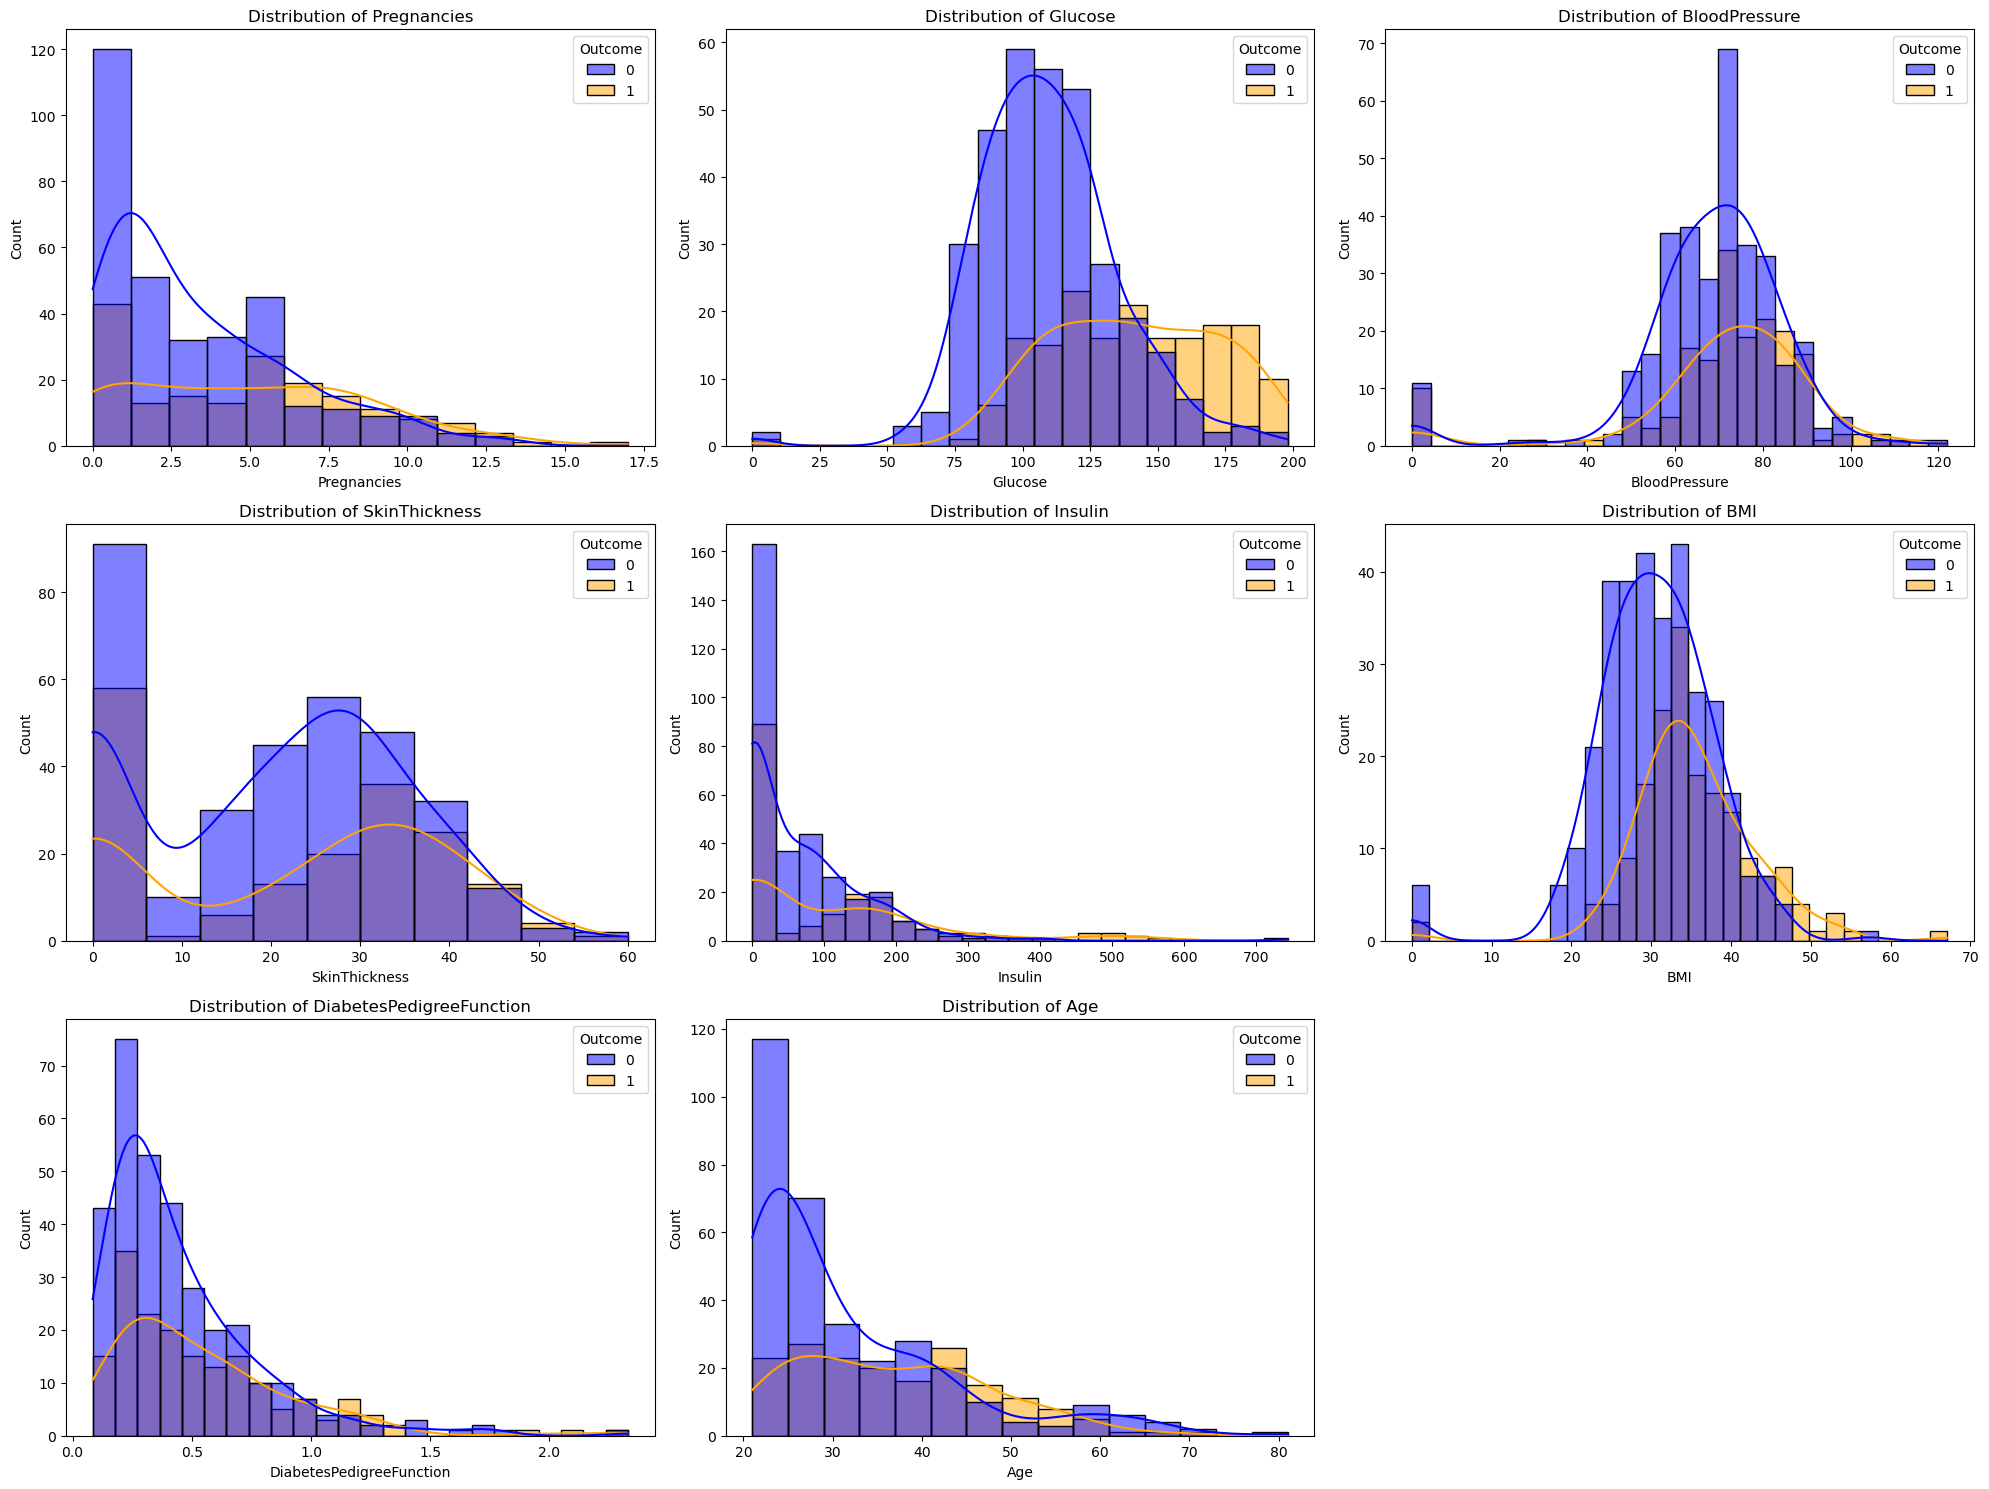 Distribution of Pregnancies
Outcome
0
1
120
100
80
60
40
20
0
Count
0.0 2.5 5.0 7.5 10.0 12.5 15.0 17.5
Pregnancies
Distribution of Glucose
Outcome
0
1
60
50
40
30
20
10
0
Count
0 25 50 75 100 125 150 175 200
Glucose
Distribution of BloodPressure
Outcome
0
1
70
60
50
40
30
20
10
0
Count
0 20 40 60 80 100 120
BloodPressure
Distribution of SkinThickness
Outcome
0
1
80
60
40
20
0
Count
0 10 20 30 40 50 60
SkinThickness
Distribution of Insulin
Outcome
0
1
160
140
120
100
80
60
40
20
0
Count
0 100 200 300 400 500 600 700
Insulin
Distribution of BMI
Outcome
0
1
40
30
20
10
0
Count
0 10 20 30 40 50 60 70
BMI
Distribution of DiabetesPedigreeFunction
Outcome
0
1
70
60
50
40
30
20
10
0
Count
0.0 0.5 1.0 1.5 2.0
DiabetesPedigreeFunction
Distribution of Age
Outcome
0
1
120
100
80
60
40
20
0
Count
20 30 40 50 60 70 80
Age